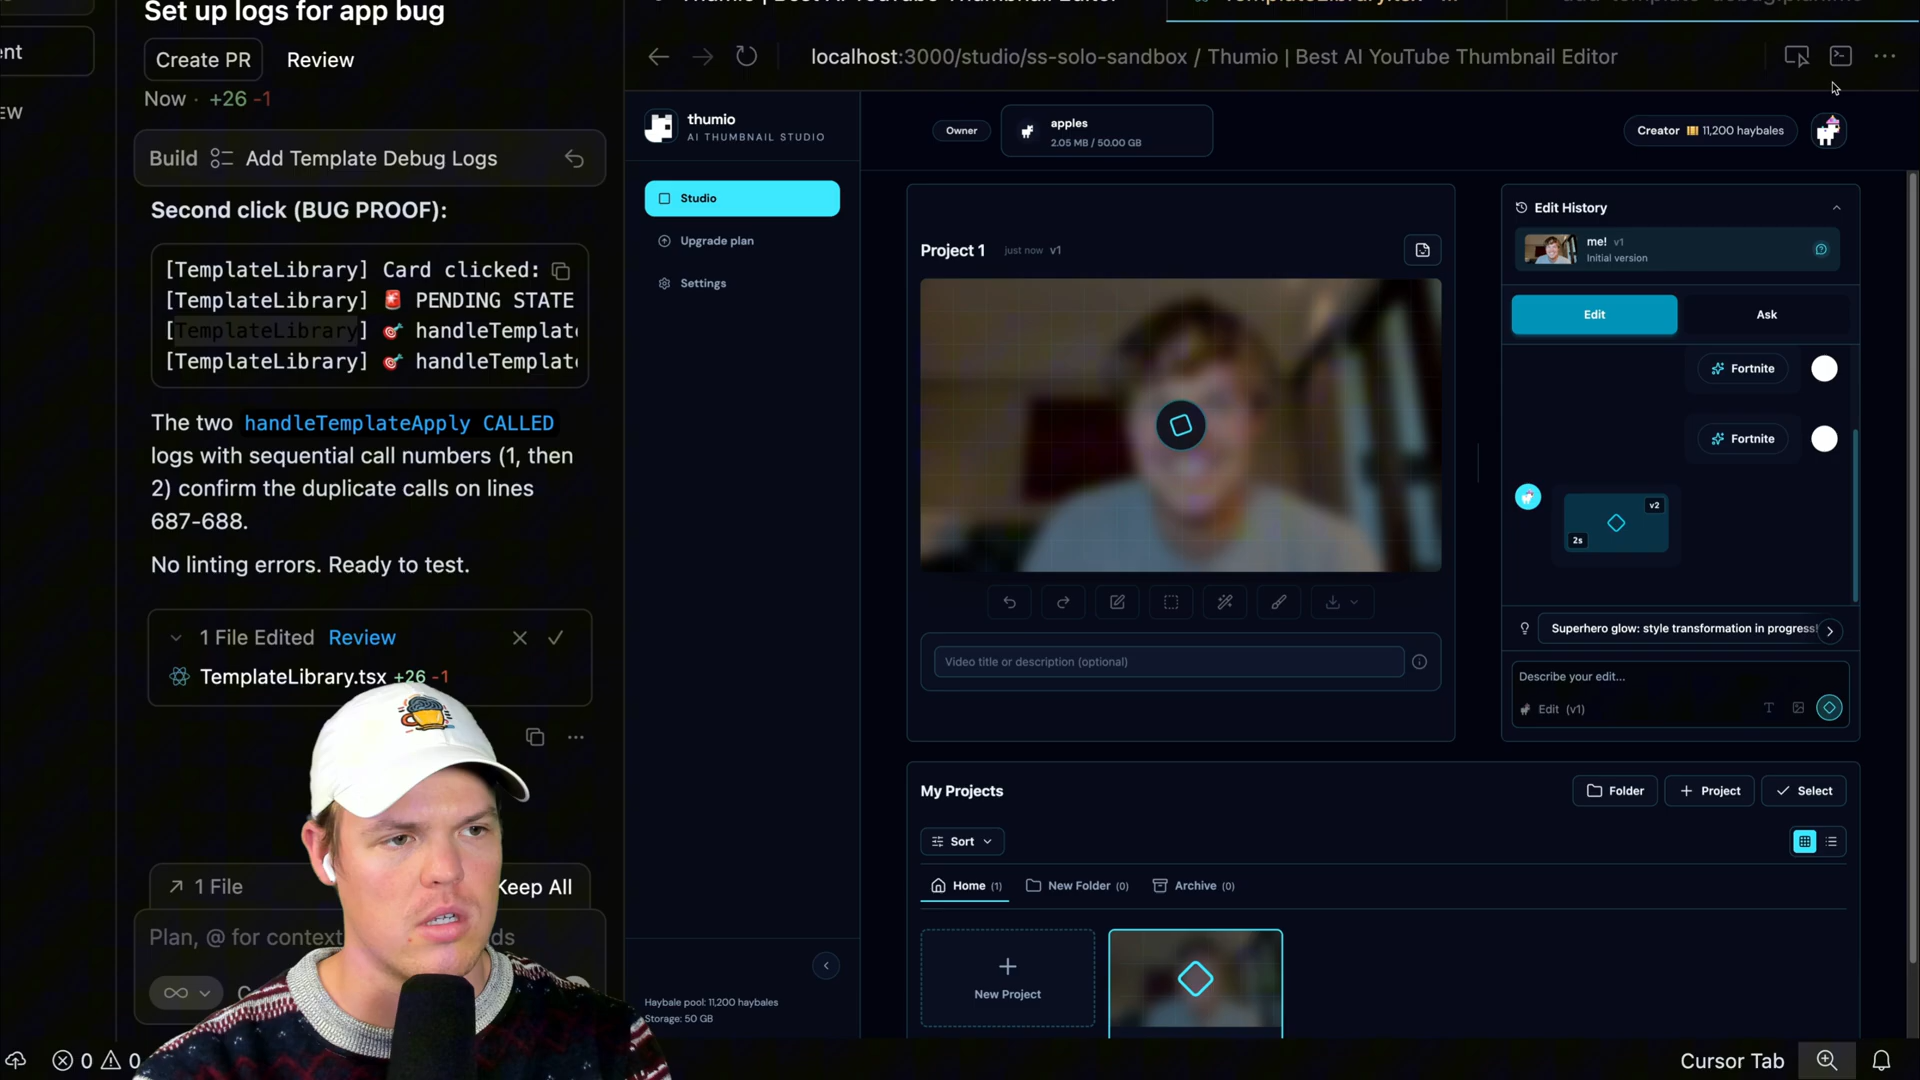 Set up logs for app bug
nt
Create PR
Review
Now · +26 -1
EW
Build
Add Template Debug Logs
Second click (BUG PROOF):
[TemplateLibrary] Card clicked:
[TemplateLibrary] 🚨 PENDING STATE
[TemplateLibrary] 🎯 handleTemplat
[TemplateLibrary] 🎯 handleTemplat
The two handleTemplateApply CALLED
logs with sequential call numbers (1, then
2) confirm the duplicate calls on lines
687-688.
No linting errors. Ready to test.
1 File Edited Review
TemplateLibrary.tsx +26 -1
1 File
Keep All
Plan, @ for context
ds
0
0
localhost:3000/studio/ss-solo-sandbox / Thumio | Best AI YouTube Thumbnail Editor
thumio
AI THUMBNAIL STUDIO
Owner
apples
2.05 MB / 50.00 GB
Creator 11,200 haybales
Studio
Upgrade plan
Settings
Haybale pool: 11,200 haybales
Storage: 50 GB
Project 1 just now v1
Video title or description (optional)
Edit History
me! v1
Initial version
Edit
Ask
Fortnite
Fortnite
v2
2s
Superhero glow: style transformation in progress
Describe your edit...
Edit (v1)
My Projects
Folder
Project
Select
Sort
Home (1)
New Folder (0)
Archive (0)
New Project
Cursor Tab